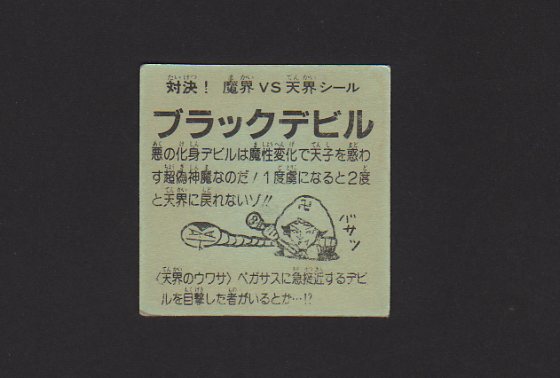 対決！ 魔界VS天界シール
ブラックデビル
悪の化身デビルは魔性変化で天子を惑わ
す超偽神魔なのだ！1度虜になると2度
と天界に戻れないゾ!!
卍
バサッ
〈天界のウワサ〉ペガサスに急接近するデビ
ルを目撃した者がいるとか…!?